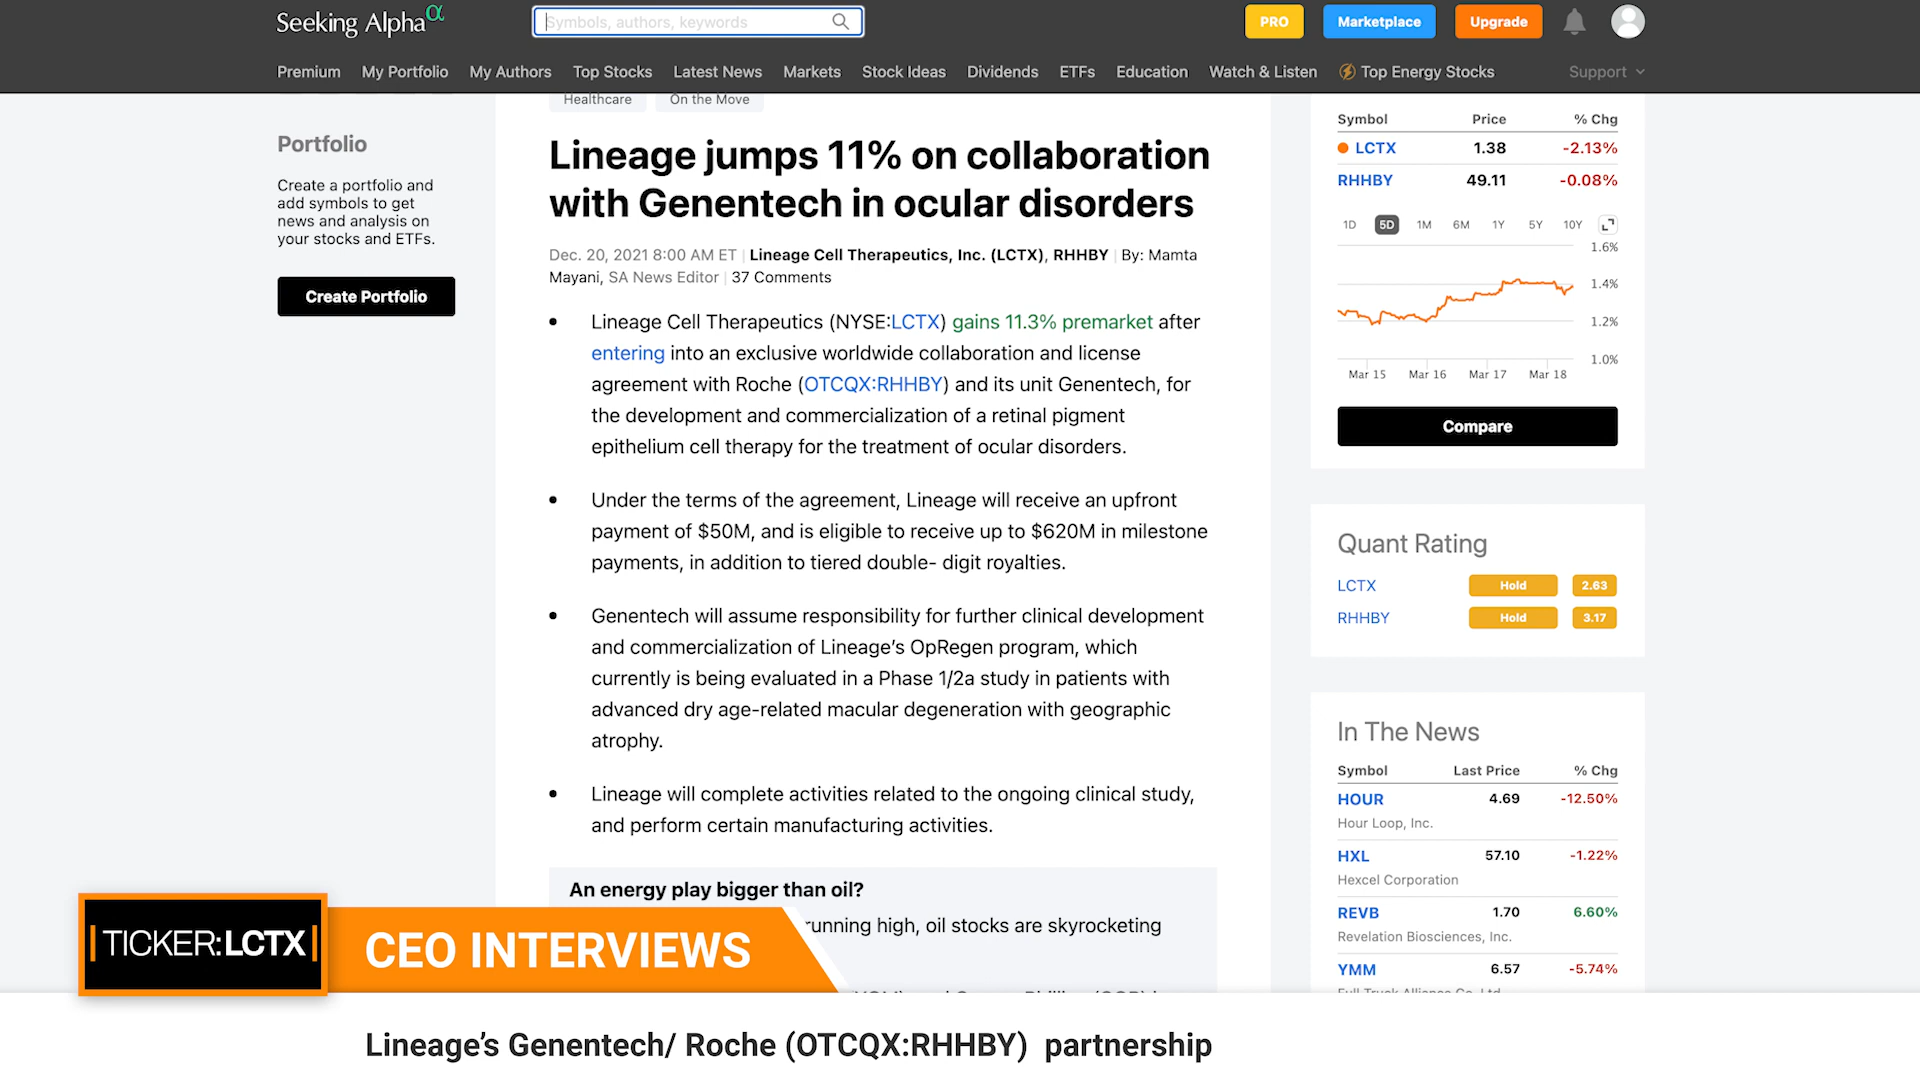 Seeking Alphaα
Symbols, authors, keywords
PRO
Marketplace
Upgrade
Premium
My Portfolio
My Authors
Top Stocks
Latest News
Markets
Stock Ideas
Dividends
ETFs
Education
Watch & Listen
Top Energy Stocks
Support
Healthcare
On the Move
Portfolio
Create a portfolio and
add symbols to get
news and analysis on
your stocks and ETFs.
Create Portfolio
Lineage jumps 11% on collaboration
with Genentech in ocular disorders
Dec. 20, 2021 8:00 AM ET | Lineage Cell Therapeutics, Inc. (LCTX), RHHBY | By: Mamta
Mayani, SA News Editor | 37 Comments
• Lineage Cell Therapeutics (NYSE:LCTX) gains 11.3% premarket after
entering into an exclusive worldwide collaboration and license
agreement with Roche (OTCQX:RHHBY) and its unit Genentech, for
the development and commercialization of a retinal pigment
epithelium cell therapy for the treatment of ocular disorders.
• Under the terms of the agreement, Lineage will receive an upfront
payment of $50M, and is eligible to receive up to $620M in milestone
payments, in addition to tiered double- digit royalties.
• Genentech will assume responsibility for further clinical development
and commercialization of Lineage's OpRegen program, which
currently is being evaluated in a Phase 1/2a study in patients with
advanced dry age-related macular degeneration with geographic
atrophy.
• Lineage will complete activities related to the ongoing clinical study,
and perform certain manufacturing activities.
An energy play bigger than oil?
running high, oil stocks are skyrocketing
Symbol Price % Chg
LCTX 1.38 -2.13%
RHHBY 49.11 -0.08%
1D 5D 1M 6M 1Y 5Y 10Y
1.6%
1.4%
1.2%
1.0%
Mar 15 Mar 16 Mar 17 Mar 18
Compare
Quant Rating
LCTX Hold 2.63
RHHBY Hold 3.17
In The News
Symbol Last Price % Chg
HOUR 4.69 -12.50%
Hour Loop, Inc.
HXL 57.10 -1.22%
Hexcel Corporation
REVB 1.70 6.60%
Revelation Biosciences, Inc.
YMM 6.57 -5.74%
|TICKER:LCTX|
CEO INTERVIEWS
Lineage's Genentech/ Roche (OTCQX:RHHBY) partnership